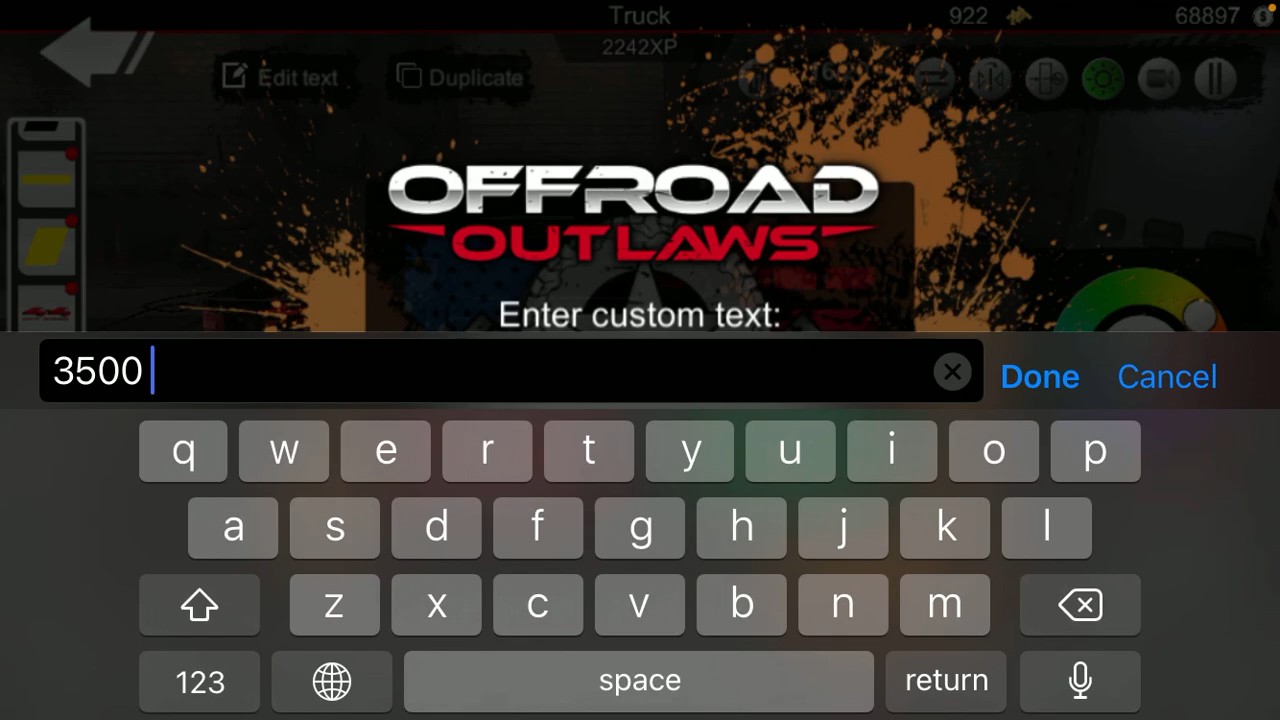 Truck 922 68897
2242XP
Edit text Duplicate
OFFROAD
OUTLAWS
Enter custom text:
3500
Done Cancel
q w e r t y u i o p
a s d f g h j k l
z x c v b n m
123 space return